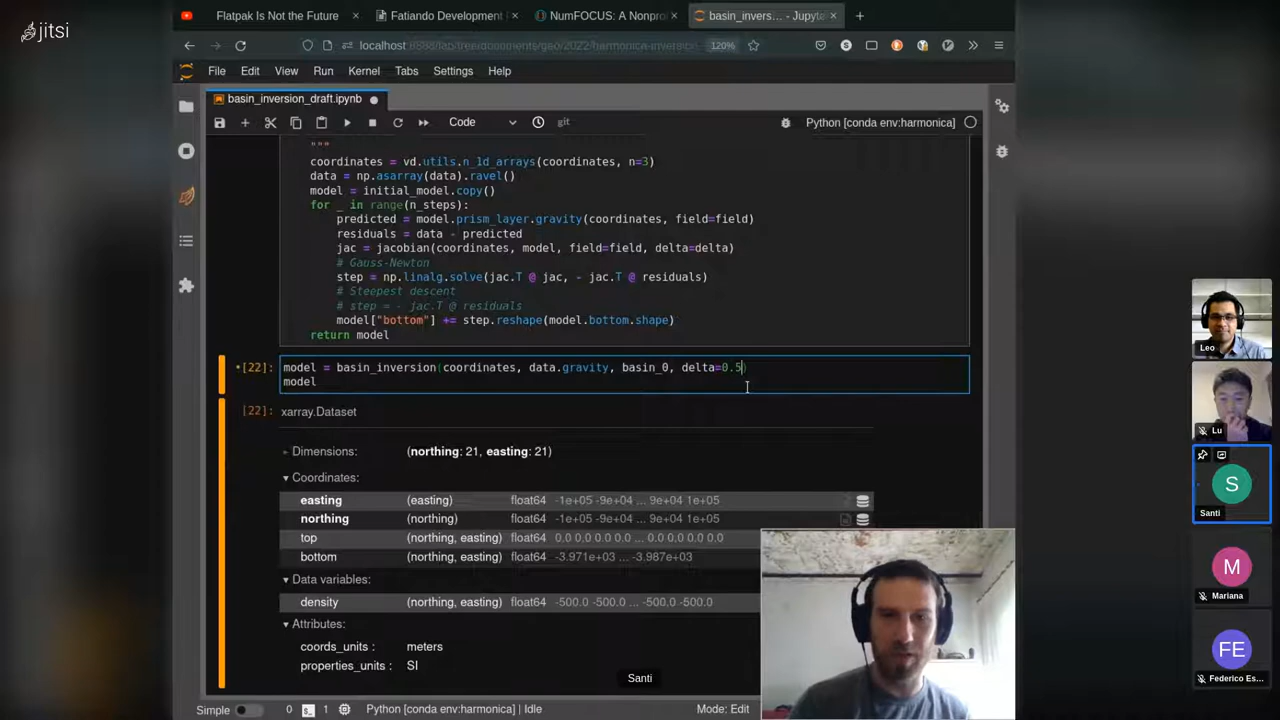 jitsi
Flatpak Is Not the Future
Fatiando Development
NumFOCUS: A Nonpro
basin_invers… - Jupyte
120%
File Edit View Run Kernel Tabs Settings Help
basin_inversion_draft.ipynb
Code
git
Python [conda env:harmonica]
"""
coordinates = vd.utils.n_1d_arrays(coordinates, n=3)
data = np.asarray(data).ravel()
model = initial_model.copy()
for _ in range(n_steps):
predicted = model.prism_layer.gravity(coordinates, field=field)
residuals = data - predicted
jac = jacobian(coordinates, model, field=field, delta=delta)
# Gauss-Newton
step = np.linalg.solve(jac.T @ jac, - jac.T @ residuals)
# Steepest descent
# step = - jac.T @ residuals
model["bottom"] += step.reshape(model.bottom.shape)
return model
[22]: model = basin_inversion(coordinates, data.gravity, basin_0, delta=0.5)
model
[22]: xarray.Dataset
Dimensions: (northing: 21, easting: 21)
Coordinates:
easting (easting) float64 -1e+05 -9e+04 ... 9e+04 1e+05
northing (northing) float64 -1e+05 -9e+04 ... 9e+04 1e+05
top (northing, easting) float64 0.0 0.0 0.0 0.0 ... 0.0 0.0 0.0
bottom (northing, easting) float64 -3.971e+03 ... -3.987e+03
Data variables:
density (northing, easting) float64 -500.0 -500.0 ... -500.0 -500.0
Attributes:
coords_units : meters
properties_units : SI
Santi
Simple 0 1 Python [conda env:harmonica] | Idle Mode: Edit
Leo
Lu
S
Santi
M
Mariana
FE
Federico Es...